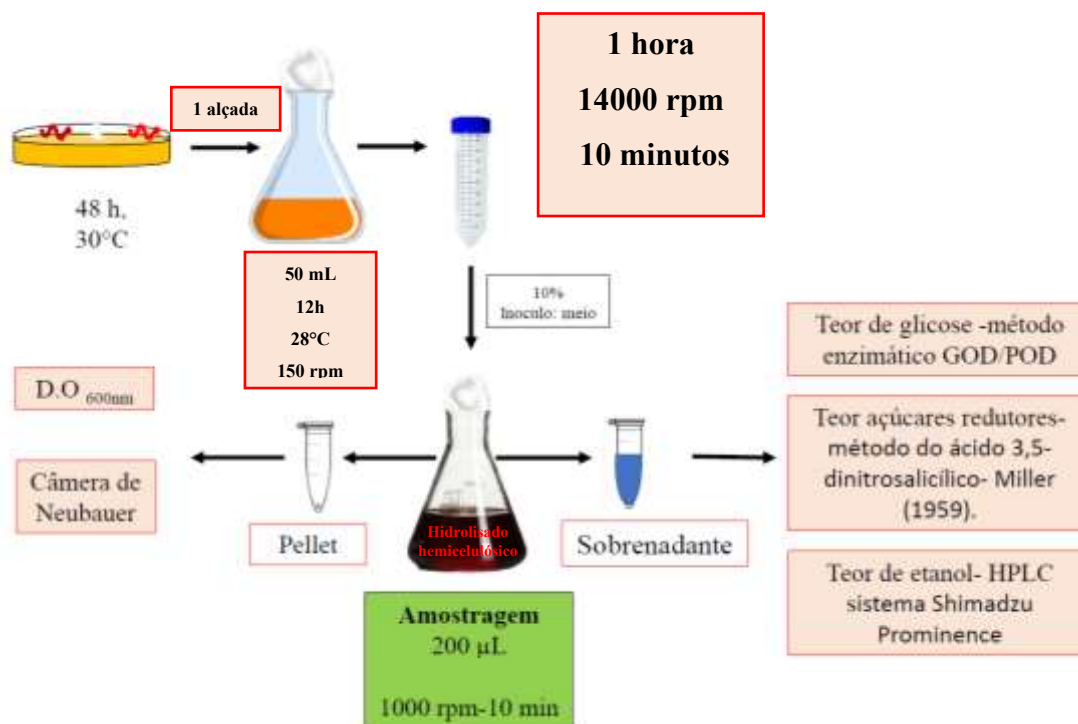 1 alçada
48 h,
30°C
50 mL
12h
28°C
150 rpm
1 hora
14000 rpm
10 minutos
10%
Inoculo: meio
Hidrolisado
hemicelulósico
Amostragem
200 µL
1000 rpm-10 min
Pellet
D.O 600nm
Câmera de
Neubauer
Sobrenadante
Teor de glicose -método
enzimático GOD/POD
Teor açúcares redutores-
método do ácido 3,5-
dinitrosalicílico- Miller
(1959).
Teor de etanol- HPLC
sistema Shimadzu
Prominence